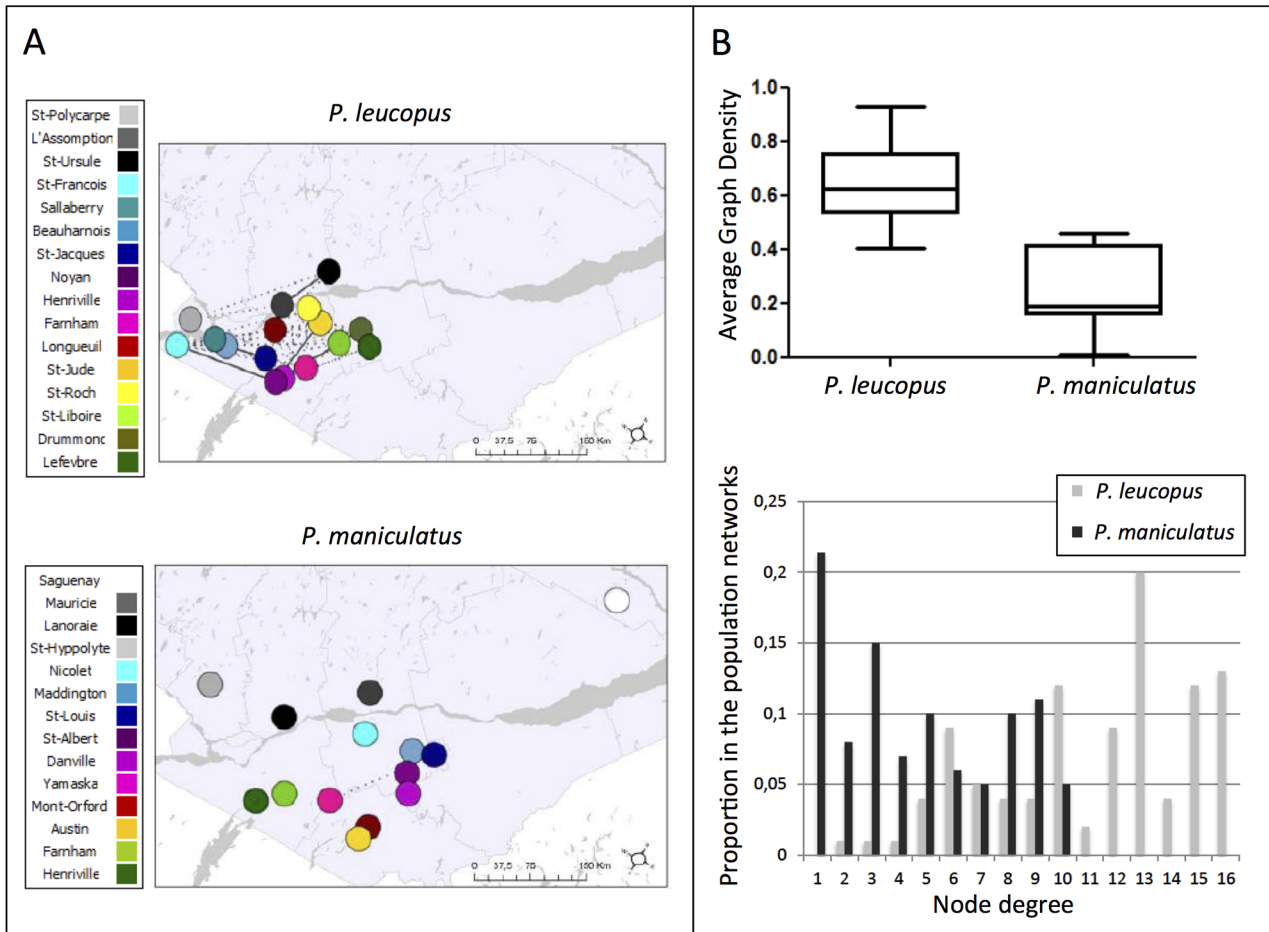 A
P. leucopus
St-Polycarpe
L'Assomption
St-Ursule
St-Francois
Sallaberry
Beauharnois
St-Jacques
Noyan
Henriville
Farnham
Longueuil
St-Jude
St-Roch
St-Liboire
Drummond
Lefevbre
0 37,5 75 150 Km
P. maniculatus
Saguenay
Mauricie
Lanoraie
St-Hyppolyte
Nicolet
Maddington
St-Louis
St-Albert
Danville
Yamaska
Mont-Orford
Austin
Farnham
Henriville
0 37,5 75 150 Km
B
Average Graph Density
1.0
0.8
0.6
0.4
0.2
0.0
P. leucopus P. maniculatus
Proportion in the population networks
P. leucopus
P. maniculatus
0,25
0,2
0,15
0,1
0,05
0
1 2 3 4 5 6 7 8 9 10 11 12 13 14 15 16
Node degree